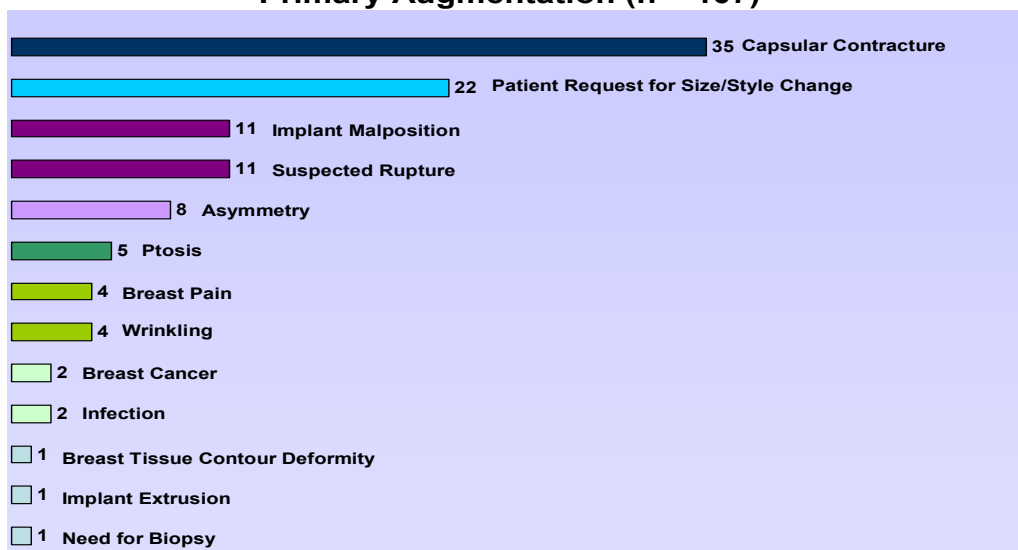 Primary Augmentation (n = 107)
35 Capsular Contracture
22 Patient Request for Size/Style Change
11 Implant Malposition
11 Suspected Rupture
8 Asymmetry
5 Ptosis
4 Breast Pain
4 Wrinkling
2 Breast Cancer
2 Infection
1 Breast Tissue Contour Deformity
1 Implant Extrusion
1 Need for Biopsy